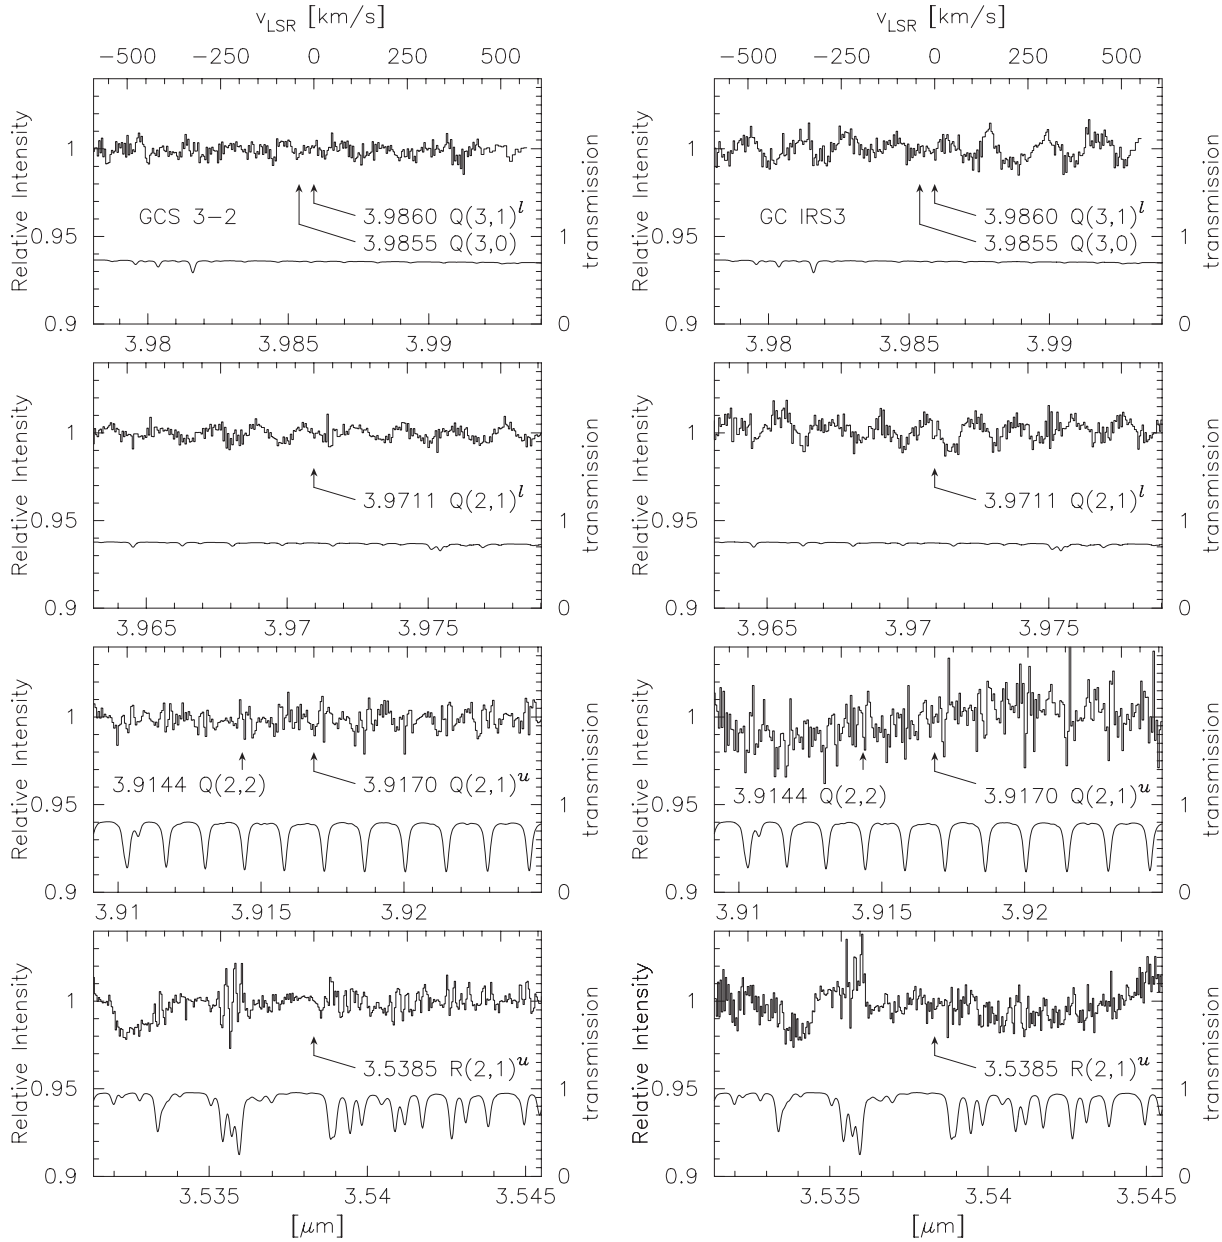 v_LSR [km/s]
-500 -250 0 250 500
Relative Intensity
1
0.95
0.9
GCS 3-2
3.9860 Q(3,1)^l
3.9855 Q(3,0)
transmission
1
0
3.98 3.985 3.99
Relative Intensity
1
0.95
0.9
3.9711 Q(2,1)^l
transmission
1
0
3.965 3.97 3.975
Relative Intensity
1
0.95
0.9
3.9144 Q(2,2)
3.9170 Q(2,1)^u
transmission
1
0
3.91 3.915 3.92
Relative Intensity
1
0.95
0.9
3.5385 R(2,1)^u
transmission
1
0
3.535 3.54 3.545
[μm]
v_LSR [km/s]
-500 -250 0 250 500
Relative Intensity
1
0.95
0.9
GC IRS3
3.9860 Q(3,1)^l
3.9855 Q(3,0)
transmission
1
0
3.98 3.985 3.99
Relative Intensity
1
0.95
0.9
3.9711 Q(2,1)^l
transmission
1
0
3.965 3.97 3.975
Relative Intensity
1
0.95
0.9
3.9144 Q(2,2)
3.9170 Q(2,1)^u
transmission
1
0
3.91 3.915 3.92
Relative Intensity
1
0.95
0.9
3.5385 R(2,1)^u
transmission
1
0
3.535 3.54 3.545
[μm]